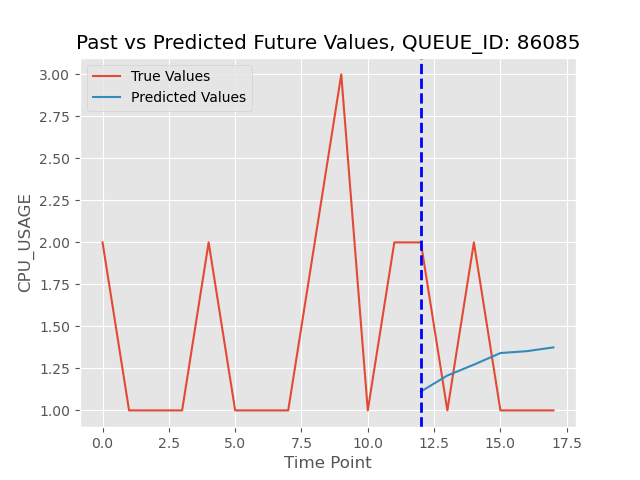 Past vs Predicted Future Values, QUEUE_ID: 86085
True Values
Predicted Values
3.00
2.75
2.50
2.25
2.00
1.75
1.50
1.25
1.00
CPU_USAGE
0.0 2.5 5.0 7.5 10.0 12.5 15.0 17.5
Time Point